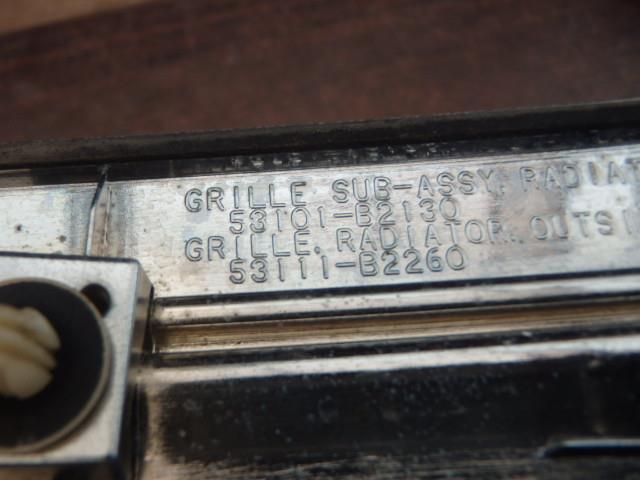 GRILLE SUB-ASSY, RADIAT
53101-B2130
GRILLE, RADIATOR, OUTSI
53111-B2260